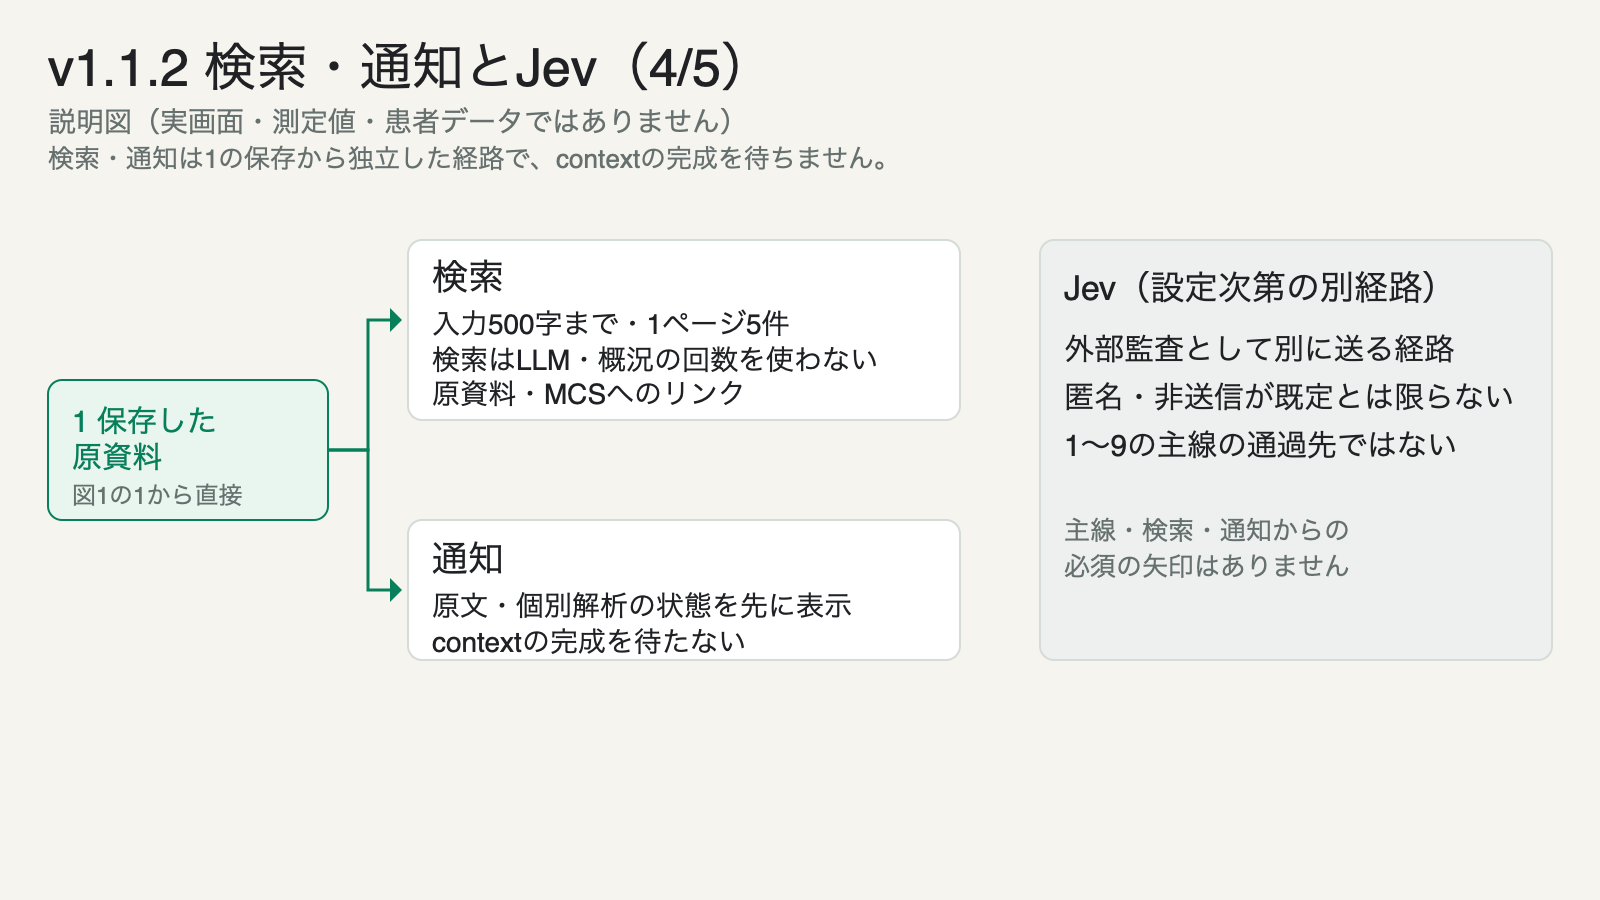 v1.1.2 検索・通知とJev（4/5）
説明図（実画面・測定値・患者データではありません）
検索・通知は1の保存から独立した経路で、contextの完成を待ちません。
1 保存した
原資料
図1の1から直接
検索
入力500字まで・1ページ5件
検索はLLM・概況の回数を使わない
原資料・MCSへのリンク
通知
原文・個別解析の状態を先に表示
contextの完成を待たない
Jev（設定次第の別経路）
外部監査として別に送る経路
匿名・非送信が既定とは限らない
1〜9の主線の通過先ではない
主線・検索・通知からの
必須の矢印はありません